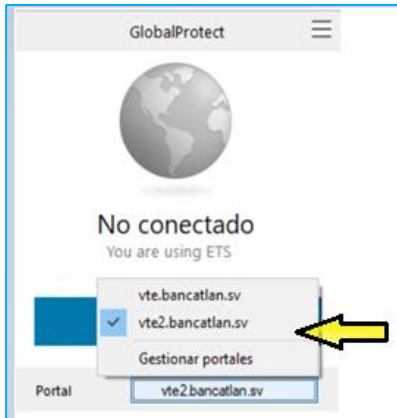 GlobalProtect
No conectado
You are using ETS
vte.bancatlan.sv
vte2.bancatlan.sv
Gestionar portales
Portal
vte2.bancatlan.sv